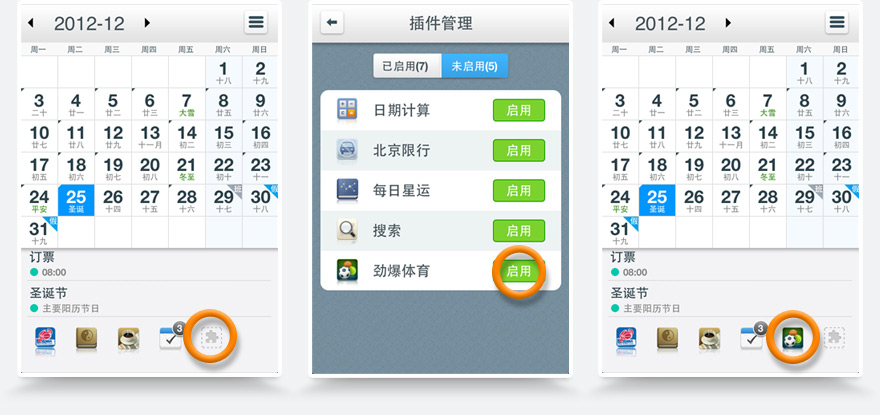 2012-12
周一 周二 周三 周四 周五 周六 周日
1 2
十八 十九
3 4 5 6 7 8 9
二十 廿一 廿二 廿三 大雪 廿五 廿六
10 11 12 13 14 15 16
廿七 廿八 廿九 十一月 初二 初三 初四
17 18 19 20 21 22 23
初五 初六 初七 初八 冬至 初十 十一
24 25 26 27 28 29 班 30 假
平安 圣诞 十四 十五 十六 十七 十八
31 假
十九
订票
08:00
圣诞节
主要阳历节日
3
插件管理
已启用(7) 未启用(5)
日期计算 启用
北京限行 启用
每日星运 启用
搜索 启用
劲爆体育 启用
2012-12
周一 周二 周三 周四 周五 周六 周日
1 2
十八 十九
3 4 5 6 7 8 9
二十 廿一 廿二 廿三 大雪 廿五 廿六
10 11 12 13 14 15 16
廿七 廿八 廿九 十一月 初二 初三 初四
17 18 19 20 21 22 23
初五 初六 初七 初八 冬至 初十 十一
24 25 26 27 28 29 班 30 假
平安 圣诞 十四 十五 十六 十七 十八
31 假
十九
订票
08:00
圣诞节
主要阳历节日
3